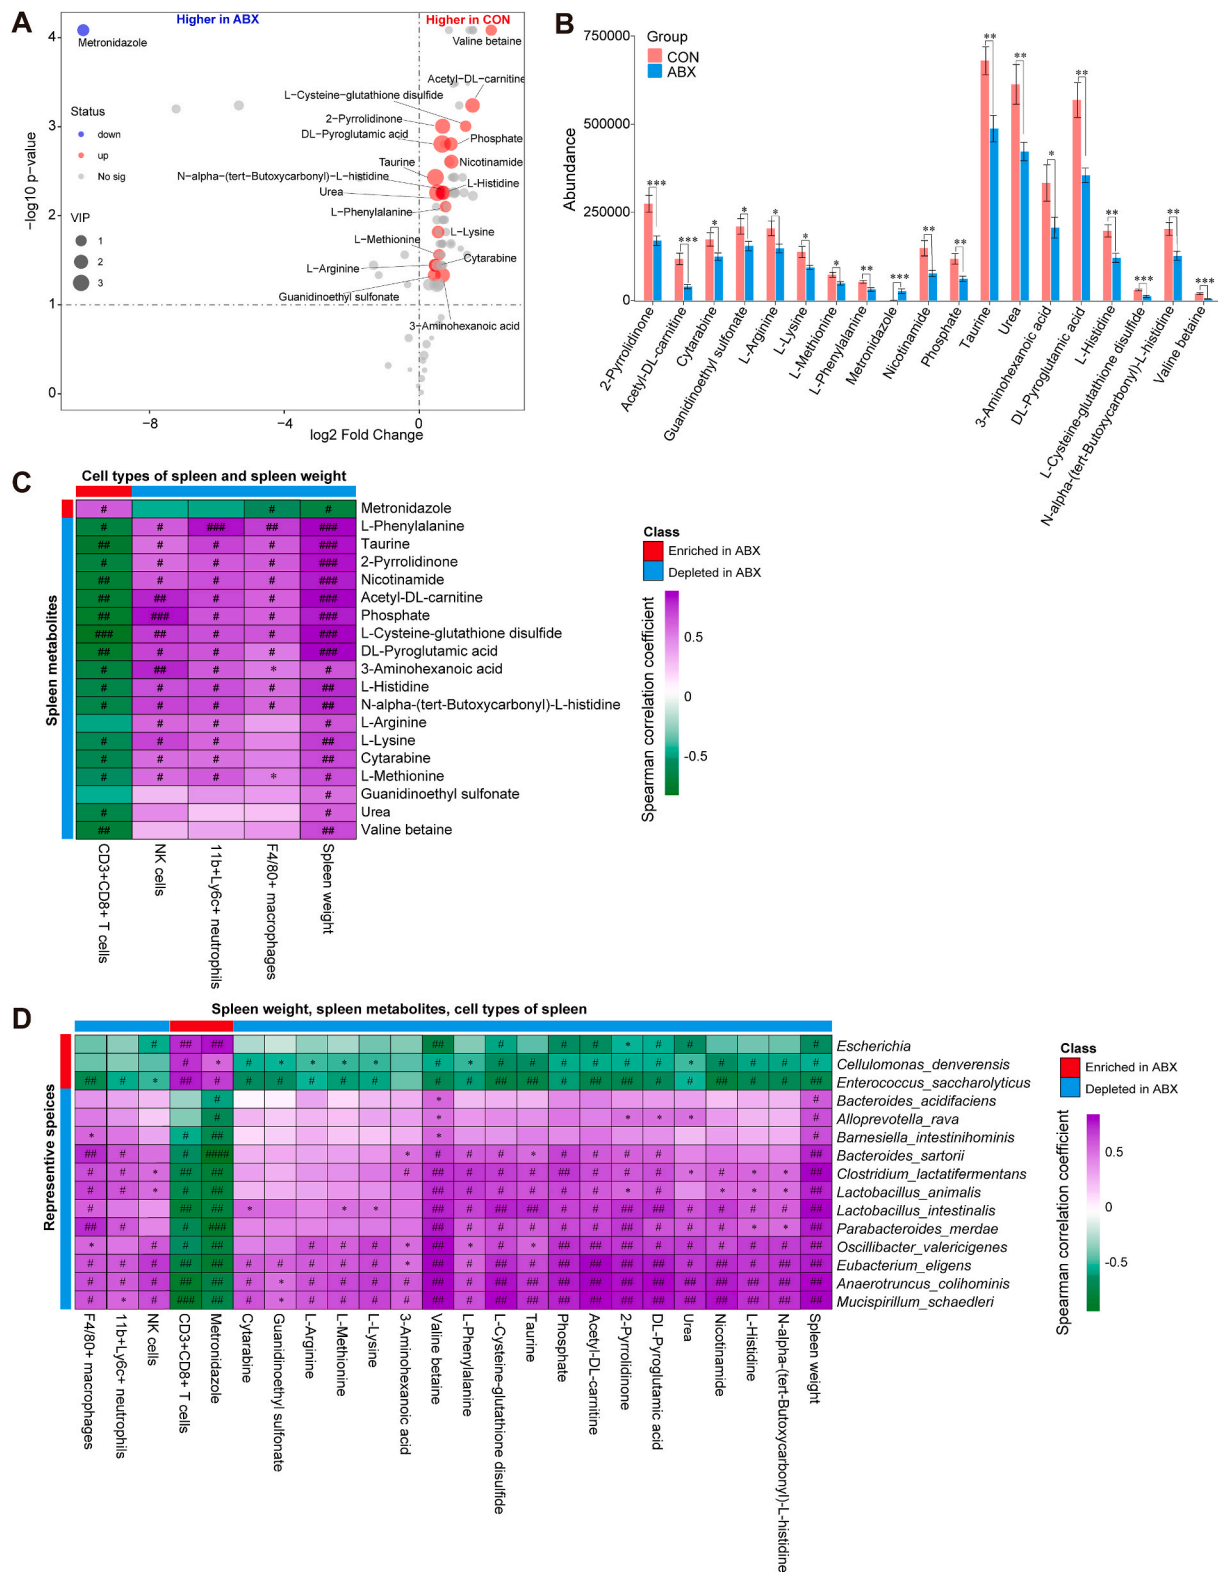 A
Higher in ABX
Higher in CON
Metronidazole
Valine betaine
Acetyl−DL−carnitine
L−Cysteine−glutathione disulfide
2−Pyrrolidinone
DL−Pyroglutamic acid
Phosphate
Taurine
Nicotinamide
N−alpha−(tert−Butoxycarbonyl)−L−histidine
Urea
L−Histidine
L−Phenylalanine
L−Lysine
L−Methionine
Cytarabine
L−Arginine
Guanidinoethyl sulfonate
3−Aminohexanoic acid
Status
down
up
No sig
VIP
1
2
3
−log10 p−value
4
3
2
1
0
−8
−4
0
log2 Fold Change
B
Group
CON
ABX
Abundance
750000
500000
250000
0
***
***
*
*
*
*
*
**
***
**
**
**
**
*
**
**
***
**
***
2-Pyrrolidinone
Acetyl-DL-carnitine
Cytarabine
Guanidinoethyl sulfonate
L-Arginine
L-Lysine
L-Methionine
L-Phenylalanine
Metronidazole
Nicotinamide
Phosphate
Taurine
Urea
3-Aminohexanoic acid
DL-Pyroglutamic acid
L-Histidine
L-Cysteine-glutathione disulfide
N-alpha-(tert-Butoxycarbonyl)-L-histidine
Valine betaine
C
Cell types of spleen and spleen weight
Spleen metabolites
# # # Metronidazole
# # ### ## ### L-Phenylalanine
## # # # ### Taurine
# # # # ### 2-Pyrrolidinone
## # # # ### Nicotinamide
## ## # # ### Acetyl-DL-carnitine
## ### # # ### Phosphate
### ## # # ### L-Cysteine-glutathione disulfide
## # # # ### DL-Pyroglutamic acid
# ## # * # 3-Aminohexanoic acid
# # # # ## L-Histidine
# # # # ## N-alpha-(tert-Butoxycarbonyl)-L-histidine
# # # L-Arginine
# # # ## L-Lysine
# # # ## Cytarabine
# # # * # L-Methionine
# Guanidinoethyl sulfonate
# # Urea
## ## Valine betaine
CD3+CD8+ T cells
NK cells
11b+Ly6c+ neutrophils
F4/80+ macrophages
Spleen weight
Class
Enriched in ABX
Depleted in ABX
Spearman correlation coefficient
0.5
0
-0.5
D
Spleen weight, spleen metabolites, cell types of spleen
Representive speices
# ## ## ## # # # * # # # Escherichia
# * # * * * * # * # # # # # # * # # # # Cellulomonas_denverensis
## # * ## # # # # # # # # ## ## # ## ## # # ## # # ## Enterococcus_saccharolyticus
# * # Bacteroides_acidifaciens
# * * * * # Alloprevotella_rava
* # ## * # Barnesiella_intestinihominis
## # # #### * # # # * # # # # # # # # ## Bacteroides_sartorii
# # * ## ## # ## # # # ## # # # * # * * ## Clostridium_lactatifermentans
# # * # ## ## # # # # # * # * * * ## Lactobacillus_animalis
# ## ## * * * ## # ## ## # ## ## ## # # # # ## Lactobacillus_intestinalis
## # # ### ## # # # # # ## # # # * * ## Parabacteroides_merdae
* # # ## # # # * ## * # * ## ## ## # # # # # ## Oscillibacter_valericigenes
# # # ## ## # # # # # * ## # ## # ## ## ## ## # ## # # ## Eubacterium_eligens
# # # ## ## # * # # # # ## # ## ## ## ## ## ## ## ## ## ## ## Anaerotruncus_colihominis
# * # ### ## # * # # # # ## # ## ## ## ## ## ## ## ## # # ## Mucispirillum_schaedleri
F4/80+ macrophages
11b+Ly6c+ neutrophils
NK cells
CD3+CD8+ T cells
Metronidazole
Cytarabine
Guanidinoethyl sulfonate
L-Arginine
L-Methionine
L-Lysine
3-Aminohexanoic acid
Valine betaine
L-Phenylalanine
L-Cysteine-glutathione disulfide
Taurine
Phosphate
Acetyl-DL-carnitine
2-Pyrrolidinone
DL-Pyroglutamic acid
Urea
Nicotinamide
L-Histidine
N-alpha-(tert-Butoxycarbonyl)-L-histidine
Spleen weight
Class
Enriched in ABX
Depleted in ABX
Spearman correlation coefficient
0.5
0
-0.5